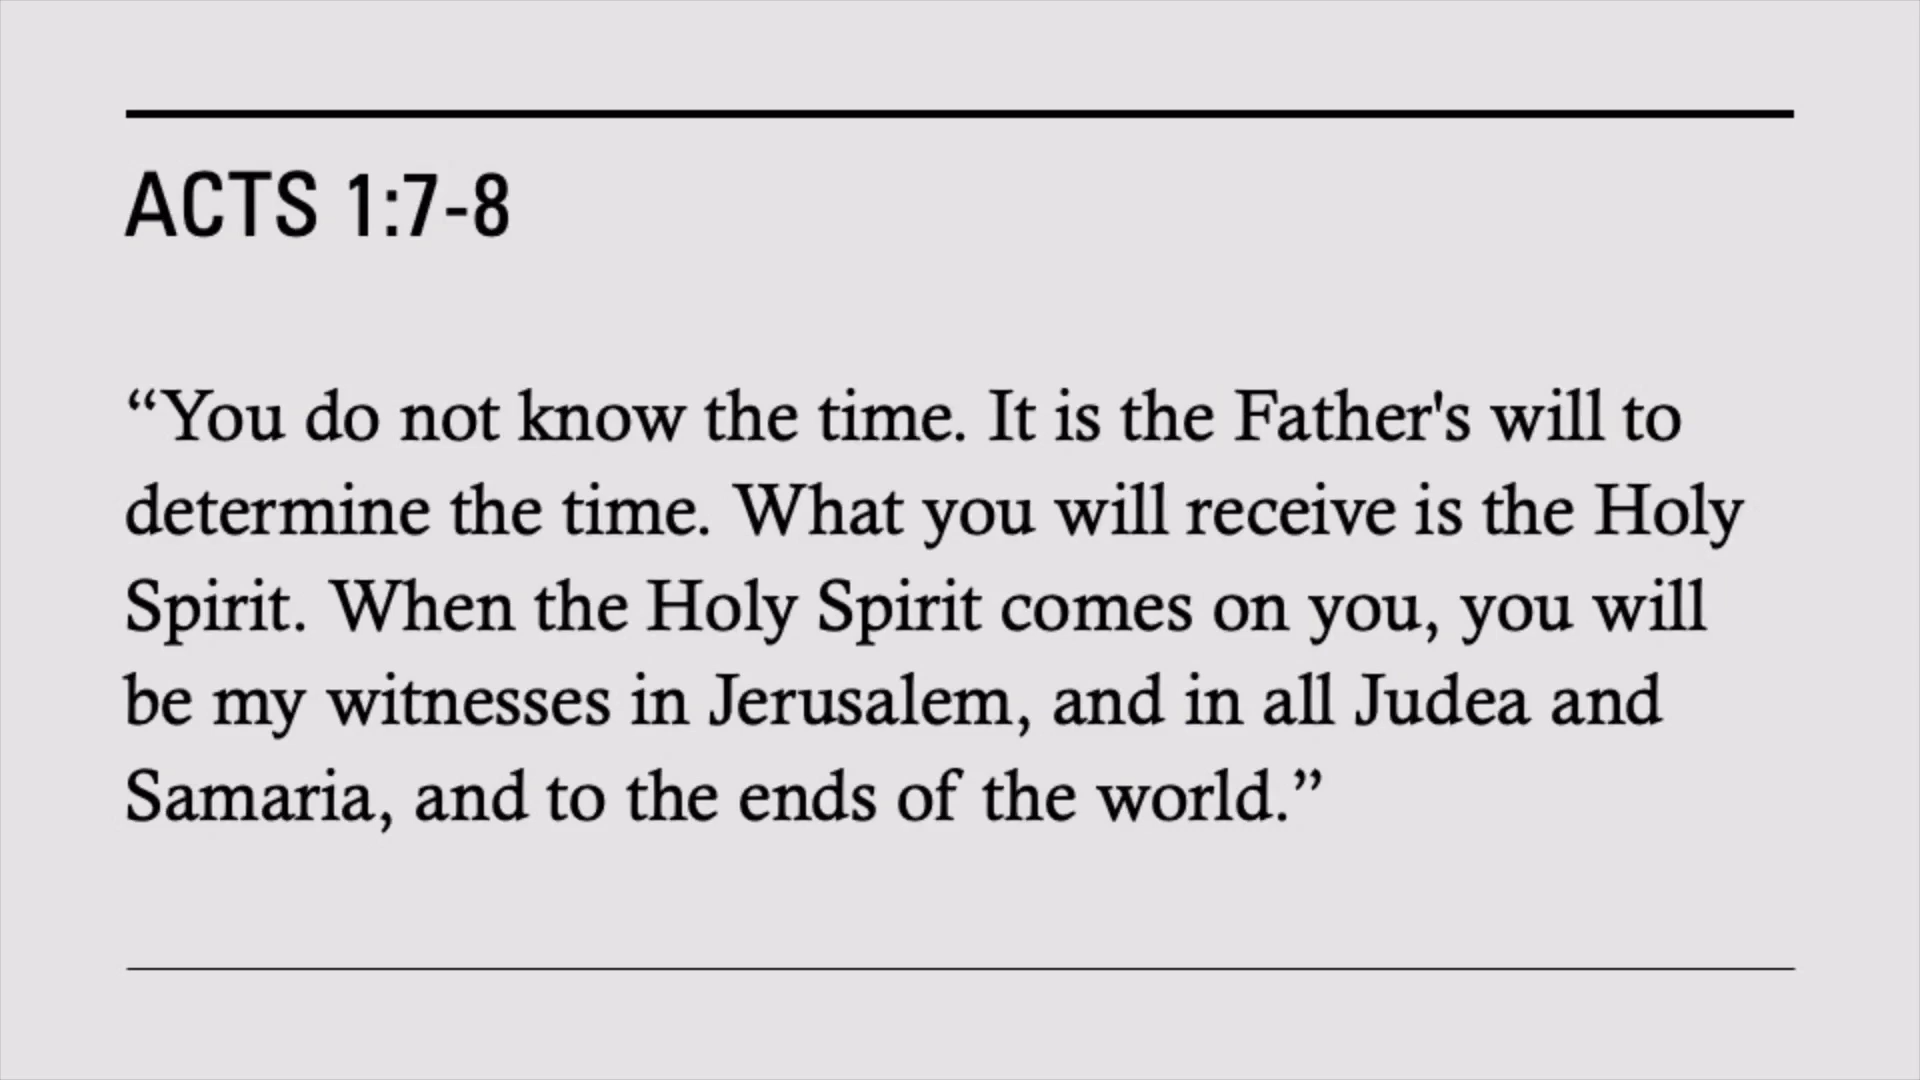 ACTS 1:7-8
“You do not know the time. It is the Father's will to
determine the time. What you will receive is the Holy
Spirit. When the Holy Spirit comes on you, you will
be my witnesses in Jerusalem, and in all Judea and
Samaria, and to the ends of the world.”